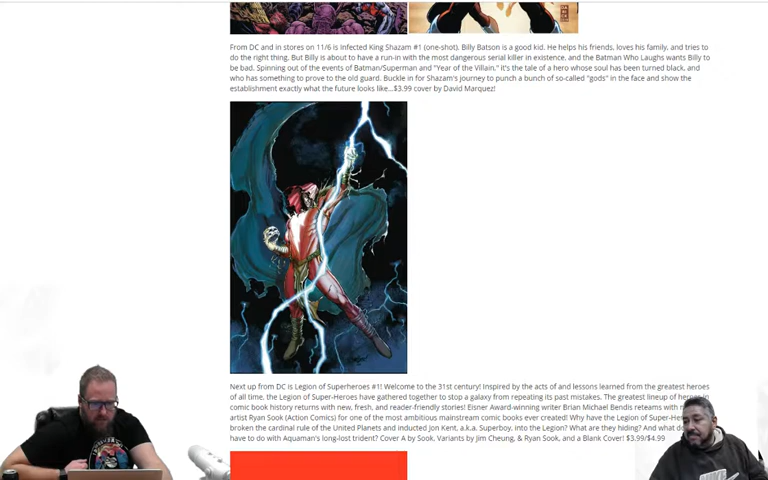 From DC and in stores on 11/6 is Infected King Shazam #1 (one-shot). Billy Batson is a good kid. He helps his friends, loves his family, and tries to
do the right thing. But Billy is about to have a run-in with the most dangerous serial killer in existence, and the Batman Who Laughs wants Billy to
be bad. Spinning out of the events of Batman/Superman and "Year of the Villain," it's the tale of a hero whose soul has been turned black, and
who has something to prove to the old guard. Buckle in for Shazam's journey to punch a bunch of so-called "gods" in the face and show the
establishment exactly what the future looks like...$3.99 cover by David Marquez!
Next up from DC is Legion of Superheroes #1! Welcome to the 31st century! Inspired by the acts of and lessons learned from the greatest heroes
of all time, the Legion of Super-Heroes have gathered together to stop a galaxy from repeating its past mistakes. The greatest lineup of heroes in
comic book history returns with new, fresh, and reader-friendly stories! Eisner Award-winning writer Brian Michael Bendis reteams with
artist Ryan Sook (Action Comics) for one of the most ambitious mainstream comic books ever created! Why have the Legion of Super-He
broken the cardinal rule of the United Planets and inducted Jon Kent, a.k.a. Superboy, into the Legion? What are they hiding? And what do
have to do with Aquaman's long-lost trident? Cover A by Sook. Variants by Jim Cheung, & Ryan Sook, and a Blank Cover! $3.99/$4.99